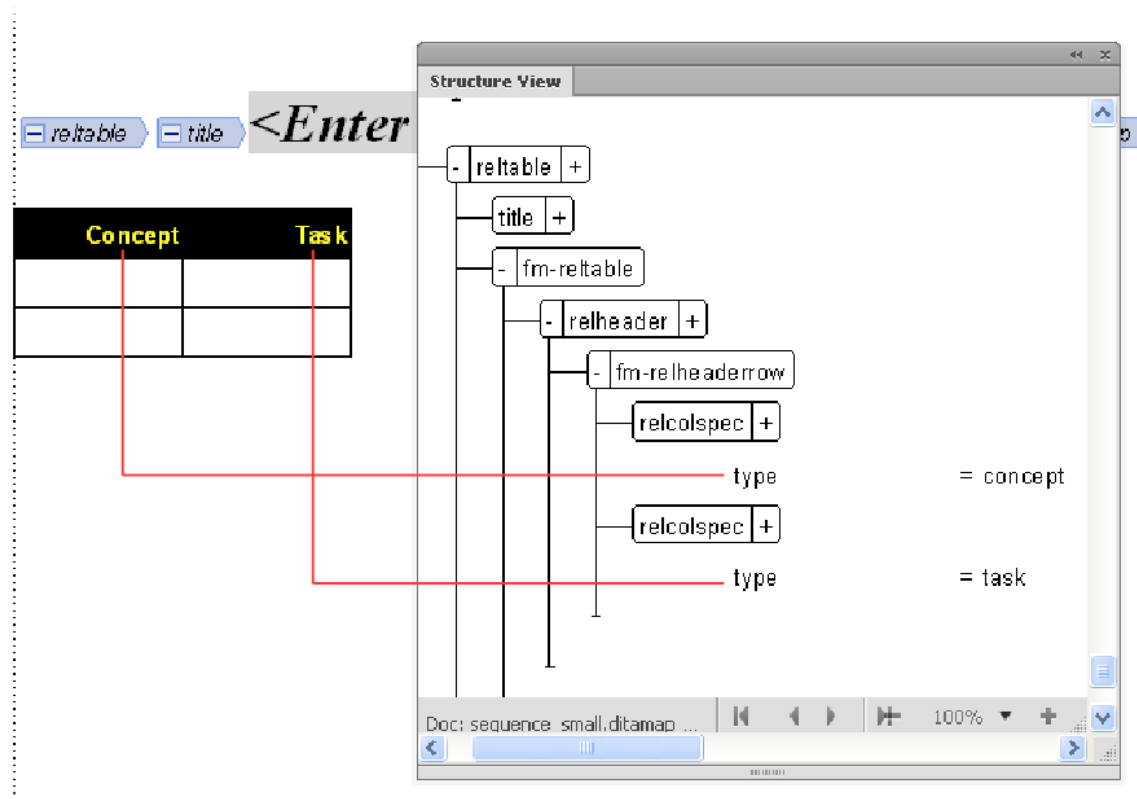 Structure View
reltable title <Enter
reltable +
title +
Concept Task
- fm-reltable
- relheader +
- fm-relheaderrow
relcolspec +
type = concept
relcolspec +
type = task
Doc: sequence_small.ditamap ... 100%